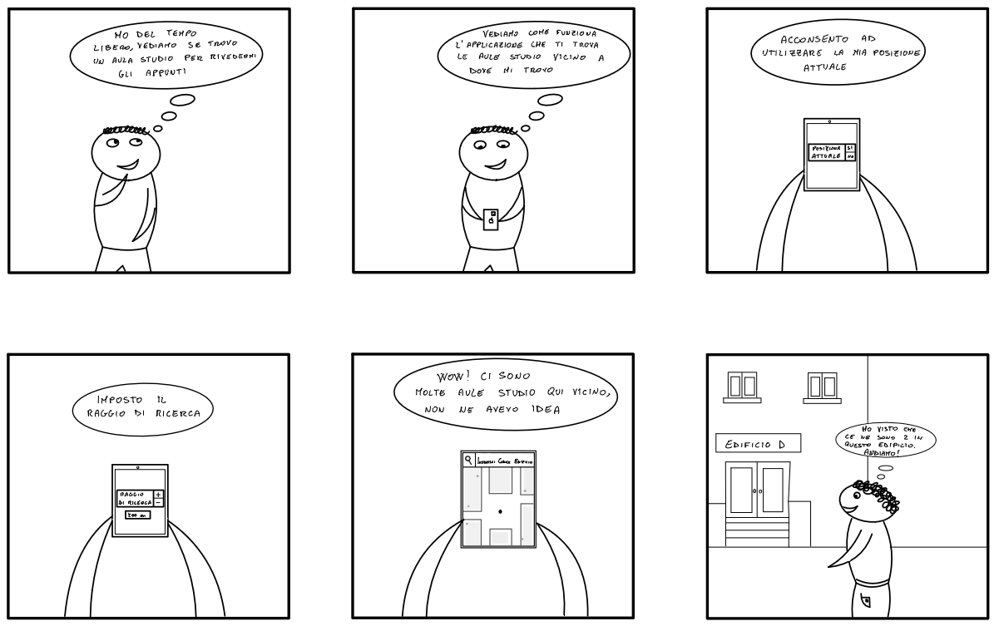 HO DEL TEMPO
LIBERO, VEDIAMO SE TROVO
UN AULA STUDIO PER RIVEDERMI
GLI APPUNTI
VEDIAMO COME FUNZIONA
L'APPLICAZIONE CHE TI TROVA
LE AULE STUDIO VICINO A
DOVE MI TROVO
ACCONSENTO AD
UTILIZZARE LA MIA POSIZIONE
ATTUALE
POSIZIONE SI
ATTUALE NO
IMPOSTO IL
RAGGIO DI RICERCA
RAGGIO +
DI RICERCA -
200 m
WOW! CI SONO
MOLTE AULE STUDIO QUI VICINO,
NON NE AVEVO IDEA
INSERISCI CODICE EDIFICIO
HO VISTO CHE
CE NE SONO 2 IN
QUESTO EDIFICIO.
ANDIAMO!
EDIFICIO D